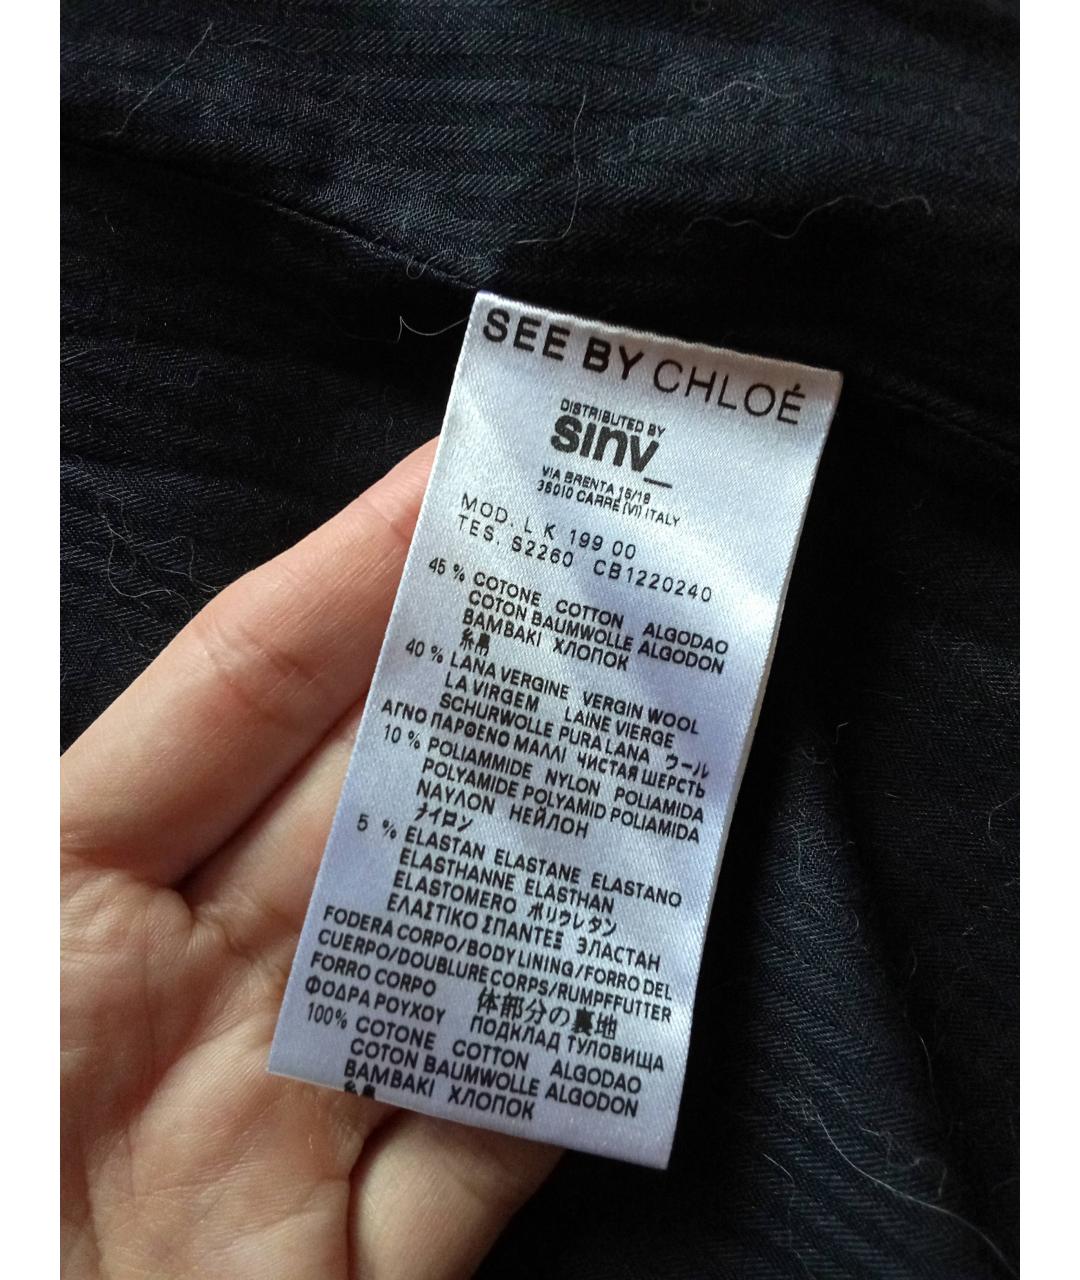 SEE BY CHLOÉ
DISTRIBUTED BY
sinv_
VIA BRENTA 15/18
36010 CARRÈ (VI) ITALY
MOD. L K 199 00
TES. S2260 CB1220240
45 % COTONE COTTON ALGODAO
COTON BAUMWOLLE ALGODON
BAMBAKI ХЛОПОК
糸帛
40 % LANA VERGINE VERGIN WOOL
LA VIRGEM LAINE VIERGE
SCHURWOLLE PURA LANA ウール
ΑΓΝΟ ΠΑΡΘΕΝΟ ΜΑΛΛΙ ЧИСТАЯ ШЕРСТЬ
10 % POLIAMMIDE NYLON POLIAMIDA
POLYAMIDE POLYAMID POLIAMIDA
ΝΑΥΛΟΝ НЕЙЛОН
ナイロン
5 % ELASTAN ELASTANE ELASTANO
ELASTHANNE ELASTHAN
ELASTOMERO ポリウレタン
ΕΛΑΣΤΙΚΟ ΣΠΑΝΤΕΞ ЭЛАСТАН
FODERA CORPO/BODY LINING/FORRO DEL
CUERPO/DOUBLURE CORPS/RUMPFFUTTER
FORRO CORPO 体部分の裏地
ΦΟΔΡΑ ΡΟΥΧΟΥ ПОДКЛАД ТУЛОВИЩА
100% COTONE COTTON ALGODAO
COTON BAUMWOLLE ALGODON
BAMBAKI ХЛОПОК